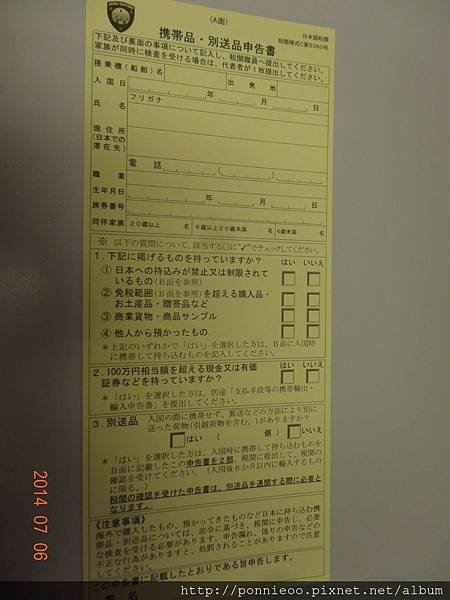 (A面)
日本国税関
税関様式C第5360号
携帯品・別送品申告書
下記及び裏面の事項について記入し、税関職員へ提出してください。
家族が同時に検査を受ける場合は、代表者が1枚提出してください。
搭乗機(船舶)名 出発地
入国日 年 月 日
フリガナ
氏名
現住所
(日本での
滞在先)
電話 ( )
職業
生年月日 年 月 日
旅券番号
同伴家族 20歳以上 名 6歳以上20歳未満 名 6歳未満 名
※ 以下の質問について、該当する□に"✓"でチェックしてください。
1. 下記に掲げるものを持っていますか? はい いいえ
① 日本への持込みが禁止又は制限されて
いるもの(B面を参照)
② 免税範囲(B面を参照)を超える購入品・
お土産品・贈答品など
③ 商業貨物・商品サンプル
④ 他人から預かったもの
*上記のいずれかで「はい」を選択した方は、B面に入国時
に携帯して持ち込むものを記入してください。
2. 100万円相当額を超える現金又は有価
証券などを持っていますか? はい いいえ
*「はい」を選択した方は、別途「支払手段等の携帯輸出・
輸入申告書」を提出してください。
3. 別送品 入国の際に携帯せず、郵送などの方法により別に
送った荷物(引越荷物を含む。)がありますか?
はい ( 個) いいえ
*「はい」を選択した方は、入国時に携帯して持ち込むものを
B面に記載したこの申告書を2部、税関に提出して、税関の
確認を受けてください。(入国後6か月以内に輸入するもの
に限る。)
税関の確認を受けた申告書は、別送品を通関する際に必要と
なります。
《注意事項》
海外で購入したもの、預かってきたものなど日本に持ち込む携
帯品・別送品については、法令に基づき、税関に申告し、必要
な検査を受ける必要があります。申告漏れ、偽りの申告などの
不正な行為がありますと、処罰されることがありますので注意
してください。
この申告書に記載したとおりである旨申告します。
2014 07 06
http://ponnieoo.pixnet.net/album